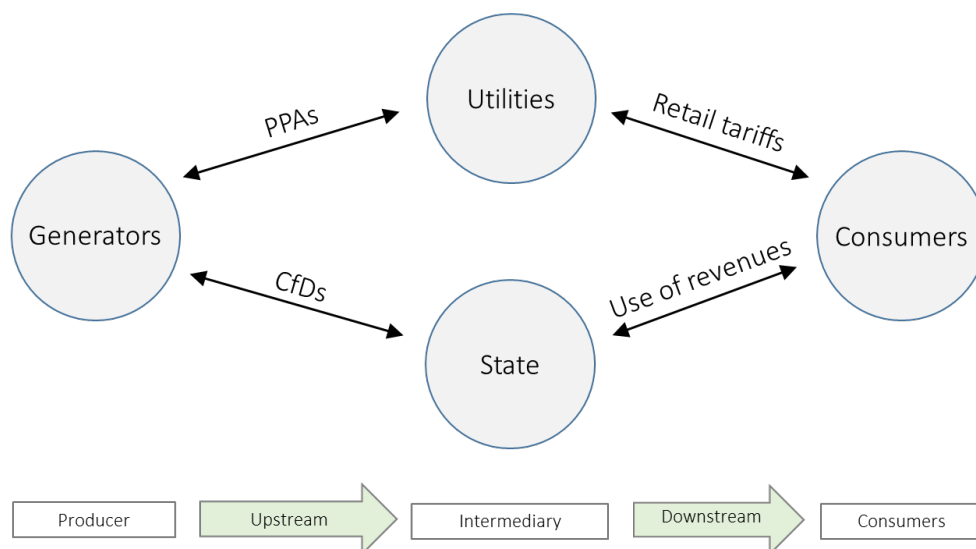 Utilities
PPAs
Retail tariffs
Generators
Consumers
CfDs
Use of revenues
State
Producer
Upstream
Intermediary
Downstream
Consumers